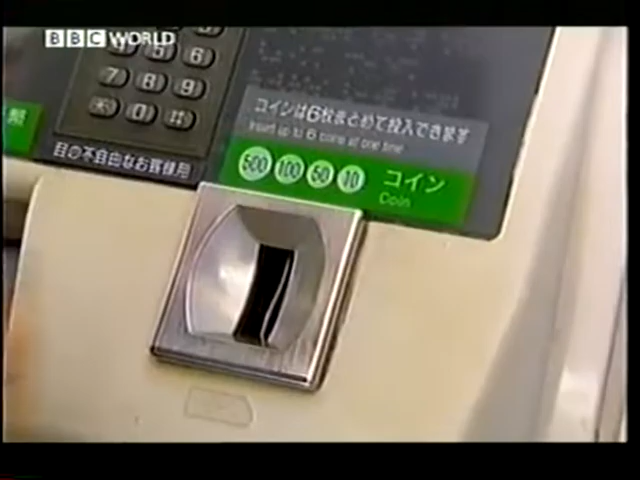 BBC WORLD
5 6
7 8 9
※ 0 #
目の不自由なお客様用
コインは6枚まとめて投入できます
Insert up to 6 coins at one time
500 100 50 10 コイン
Coin